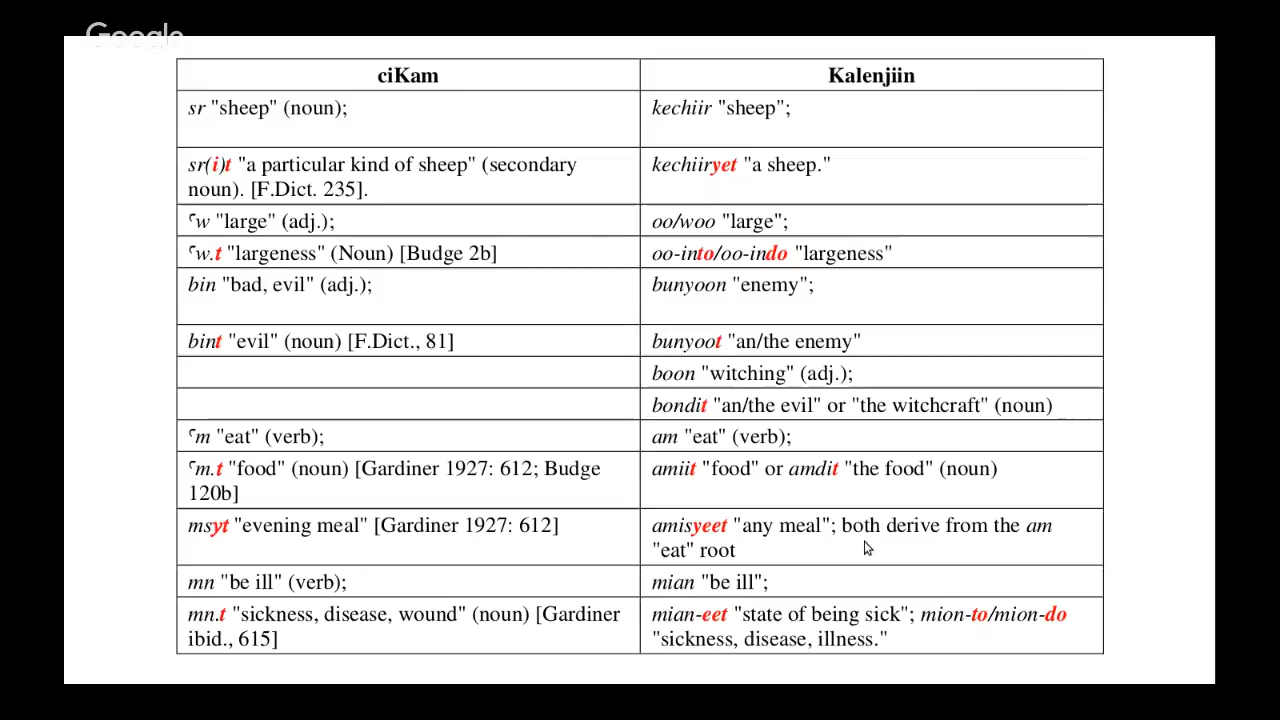 Google
ciKam
Kalenjiin
sr "sheep" (noun);
kechiir "sheep";
sr(i)t "a particular kind of sheep" (secondary
noun). [F.Dict. 235].
kechiiryet "a sheep."
ꜥw "large" (adj.);
oo/woo "large";
ꜥw.t "largeness" (Noun) [Budge 2b]
oo-into/oo-indo "largeness"
bin "bad, evil" (adj.);
bunyoon "enemy";
bint "evil" (noun) [F.Dict., 81]
bunyoot "an/the enemy"
boon "witching" (adj.);
bondit "an/the evil" or "the witchcraft" (noun)
ꜥm "eat" (verb);
am "eat" (verb);
ꜥm.t "food" (noun) [Gardiner 1927: 612; Budge
120b]
amiit "food" or amdit "the food" (noun)
msyt "evening meal" [Gardiner 1927: 612]
amisyeet "any meal"; both derive from the am
"eat" root
mn "be ill" (verb);
mian "be ill";
mn.t "sickness, disease, wound" (noun) [Gardiner
ibid., 615]
mian-eet "state of being sick"; mion-to/mion-do
"sickness, disease, illness."